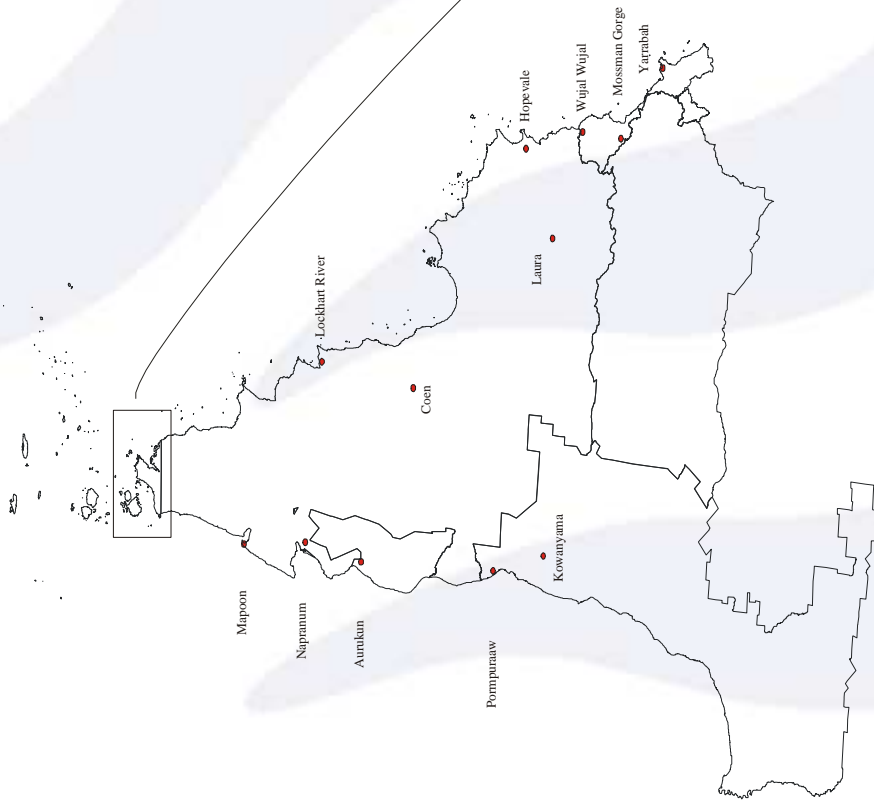 Hopevale
Wujal Wujal
Mossman Gorge
Yarrabah
Lockhart River
Laura
Coen
Mapoon
Napranum
Aurukun
Pormpuraaw
Kowanyama